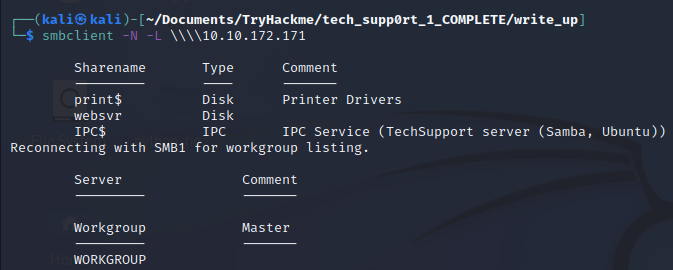 (kali㉿kali)-[~/Documents/TryHackme/tech_supp0rt_1_COMPLETE/write_up]
$ smbclient -N -L \\\\10.10.172.171
Sharename Type Comment
--------- ---- -------
print$ Disk Printer Drivers
websvr Disk
IPC$ IPC IPC Service (TechSupport server (Samba, Ubuntu))
Reconnecting with SMB1 for workgroup listing.
Server Comment
--------- -------
Workgroup Master
--------- -------
WORKGROUP